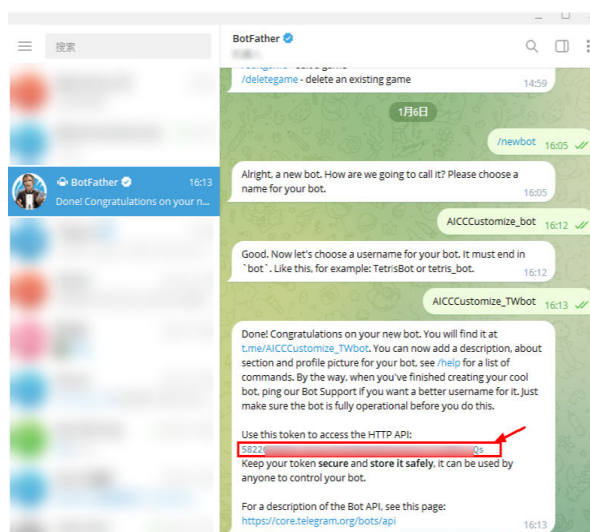 搜索
BotFather
16:13
Done! Congratulations on your n...
BotFather
/deletegame - delete an existing game
14:59
1月6日
/newbot
16:05
Alright, a new bot. How are we going to call it? Please choose a
name for your bot.
16:05
AICCCustomize_bot
16:12
Good. Now let's choose a username for your bot. It must end in
`bot`. Like this, for example: TetrisBot or tetris_bot.
16:12
AICCCustomize_TWbot
16:13
Done! Congratulations on your new bot. You will find it at
t.me/AICCCustomize_TWbot. You can now add a description, about
section and profile picture for your bot, see /help for a list of
commands. By the way, when you've finished creating your cool
bot, ping our Bot Support if you want a better username for it. Just
make sure the bot is fully operational before you do this.
Use this token to access the HTTP API:
Keep your token secure and store it safely, it can be used by
anyone to control your bot.
For a description of the Bot API, see this page:
https://core.telegram.org/bots/api
16:13